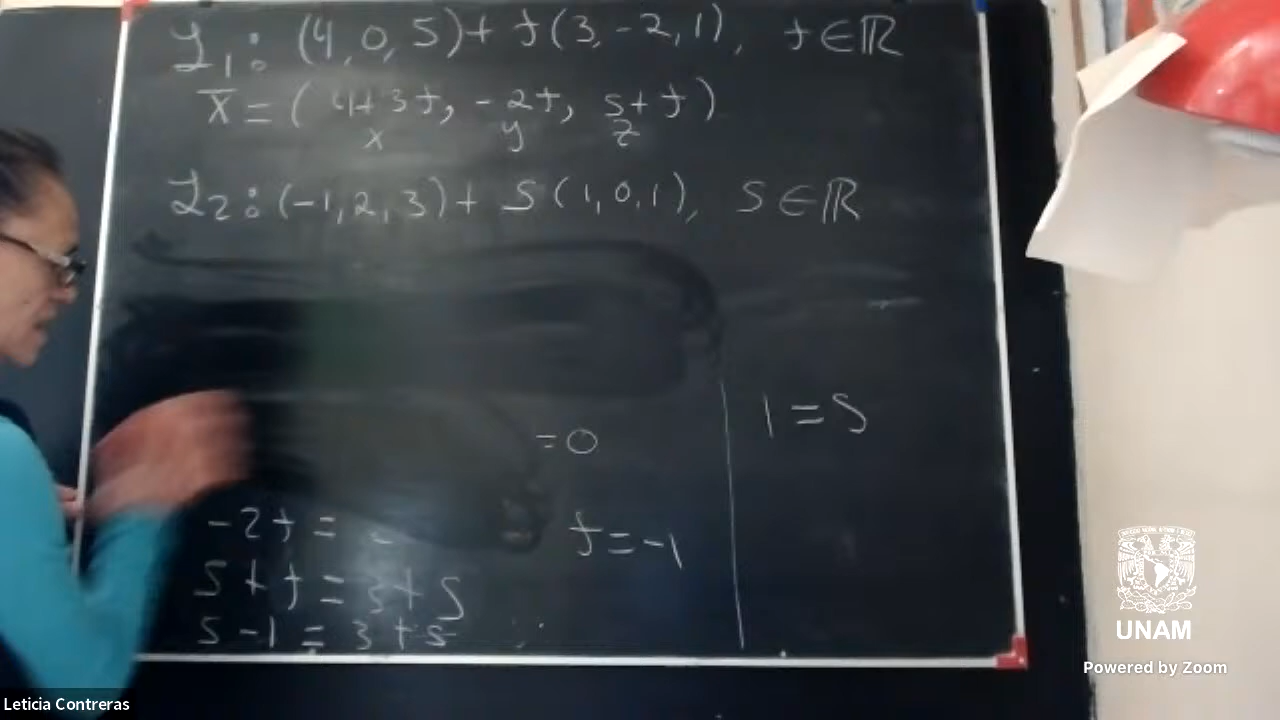 L₁: (4, 0, 5) + t(3, -2, 1), t ∈ ℝ
x̄ = (4+3t, -2t, 5+t)
x y z
L₂: (-1, 2, 3) + S(1, 0, 1), S ∈ ℝ
1 = S
= 0
-2t =
t = -1
5 + t = 3 + S
5 - 1 = 3 + S
UNAM
Powered by Zoom
Leticia Contreras